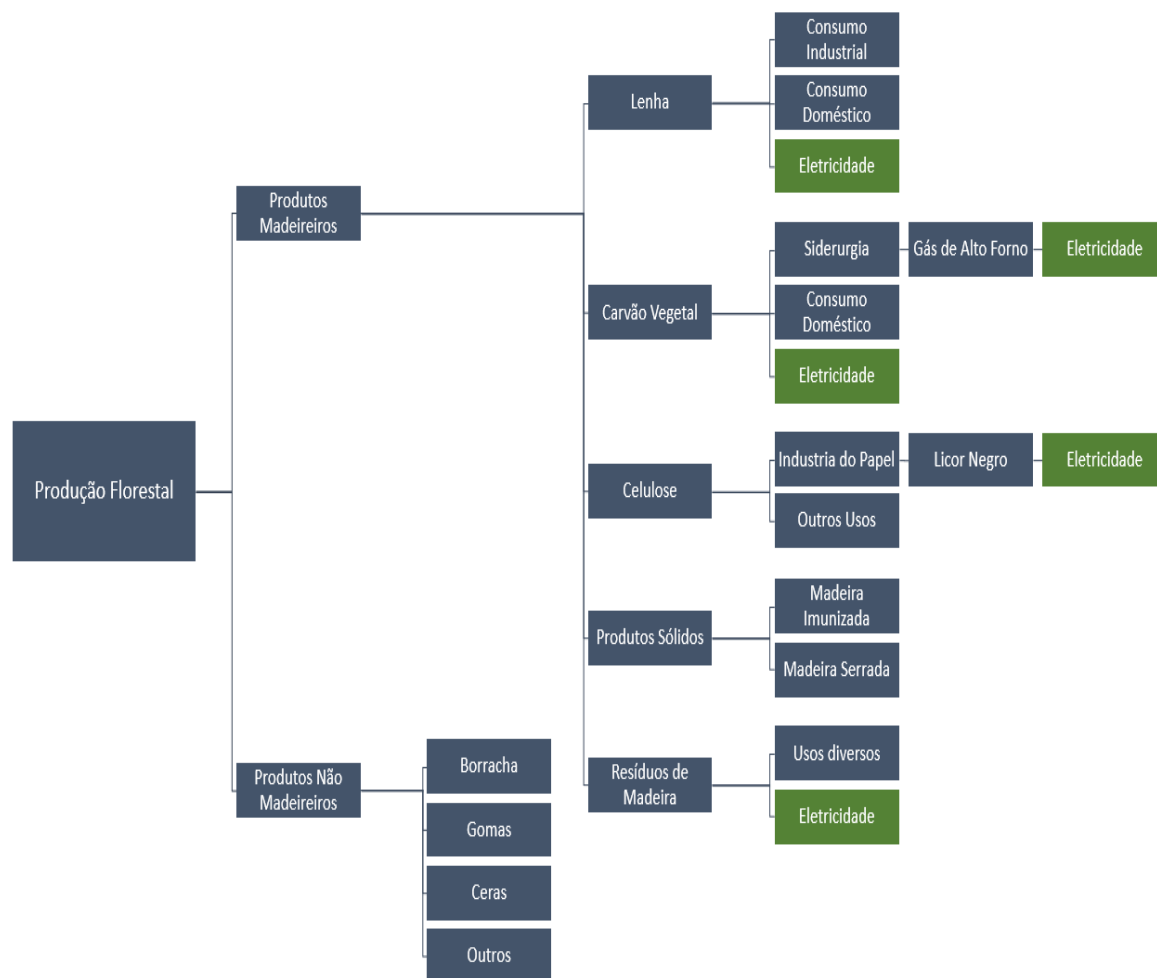 Produção Florestal
Produtos
Madeireiros
Lenha
Consumo
Industrial
Consumo
Doméstico
Eletricidade
Carvão Vegetal
Siderurgia
Gás de Alto Forno
Eletricidade
Consumo
Doméstico
Eletricidade
Celulose
Industria do Papel
Licor Negro
Eletricidade
Outros Usos
Produtos Sólidos
Madeira
Imunizada
Madeira Serrada
Resíduos de
Madeira
Usos diversos
Eletricidade
Produtos Não
Madeireiros
Borracha
Gomas
Ceras
Outros